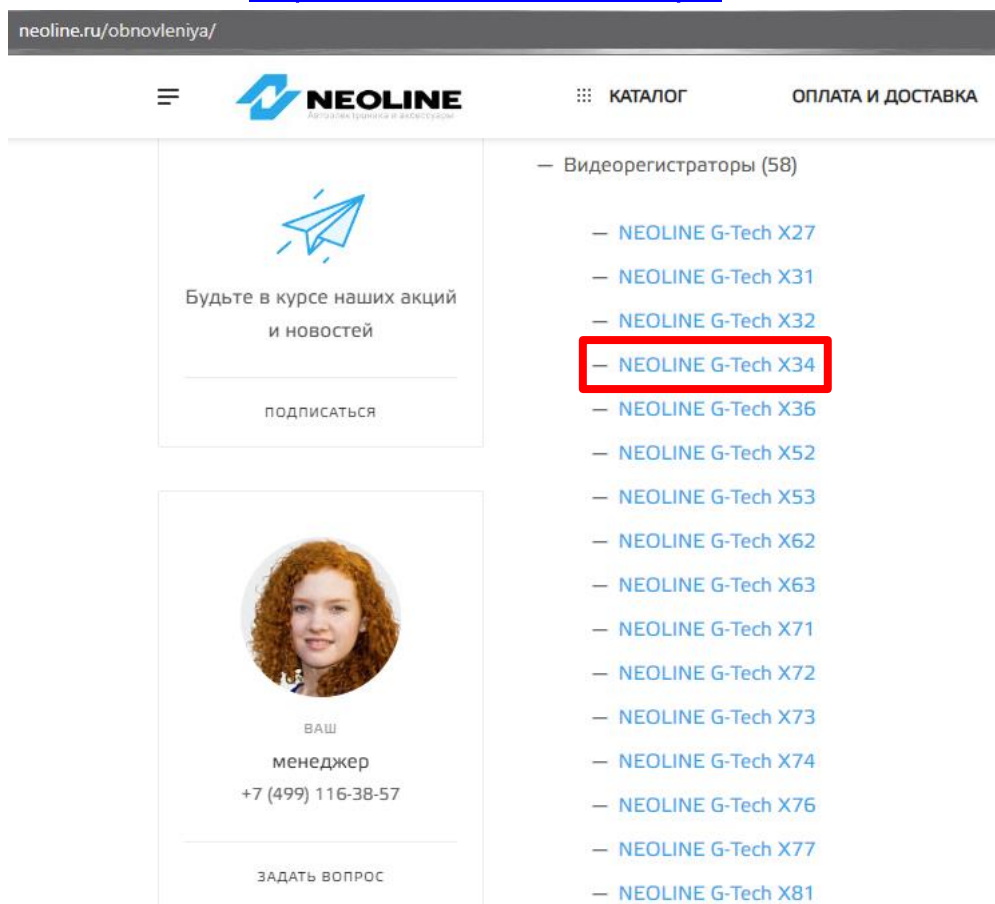 neoline.ru/obnovleniya/
NEOLINE
Автоэлектроника и аксессуары
КАТАЛОГ
ОПЛАТА И ДОСТАВКА
Будьте в курсе наших акций
и новостей
ПОДПИСАТЬСЯ
ВАШ
менеджер
+7 (499) 116-38-57
ЗАДАТЬ ВОПРОС
— Видеорегистраторы (58)
— NEOLINE G-Tech X27
— NEOLINE G-Tech X31
— NEOLINE G-Tech X32
— NEOLINE G-Tech X34
— NEOLINE G-Tech X36
— NEOLINE G-Tech X52
— NEOLINE G-Tech X53
— NEOLINE G-Tech X62
— NEOLINE G-Tech X63
— NEOLINE G-Tech X71
— NEOLINE G-Tech X72
— NEOLINE G-Tech X73
— NEOLINE G-Tech X74
— NEOLINE G-Tech X76
— NEOLINE G-Tech X77
— NEOLINE G-Tech X81